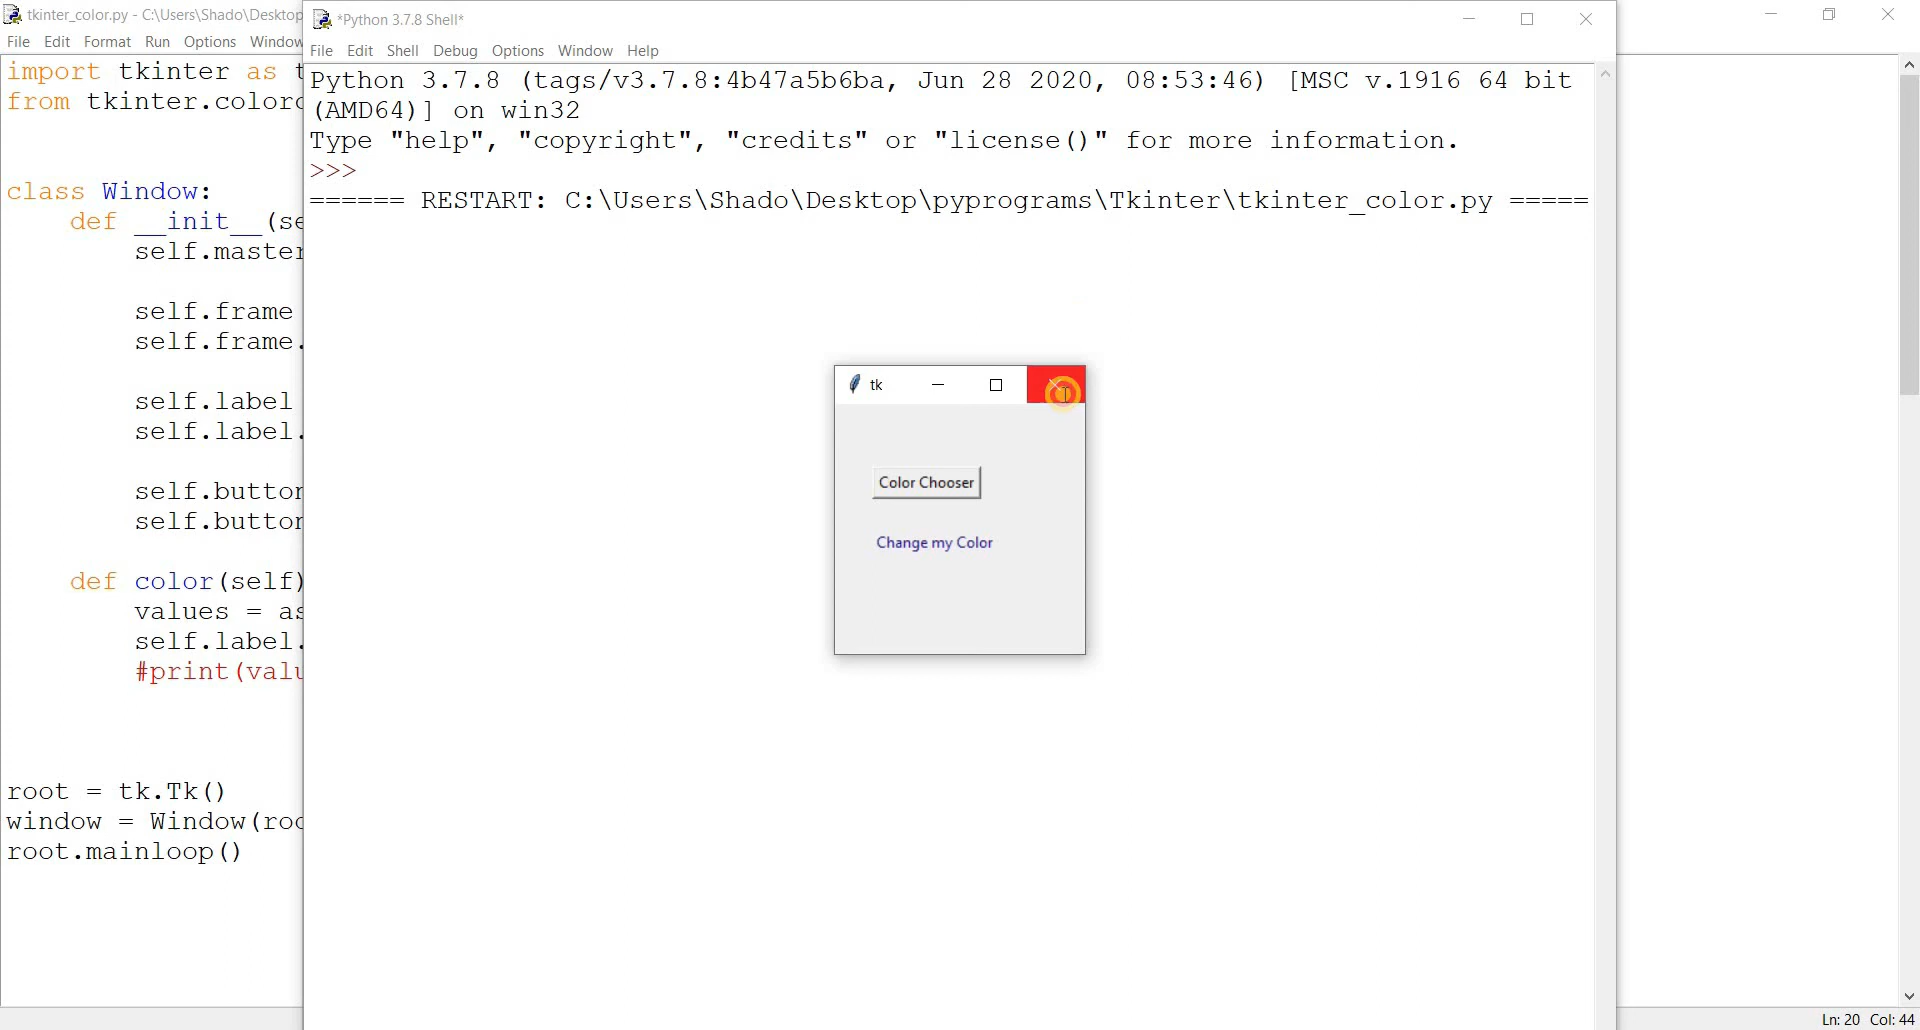 tkinter_color.py - C:\Users\Shado\Desktop
File Edit Format Run Options Window
import tkinter as t
from tkinter.colorc
class Window:
def __init__(se
self.master
self.frame
self.frame.
self.label
self.label.
self.button
self.button
def color(self)
values = as
self.label.
#print(valu
root = tk.Tk()
window = Window(roo
root.mainloop()
*Python 3.7.8 Shell*
File Edit Shell Debug Options Window Help
Python 3.7.8 (tags/v3.7.8:4b47a5b6ba, Jun 28 2020, 08:53:46) [MSC v.1916 64 bit
(AMD64)] on win32
Type "help", "copyright", "credits" or "license()" for more information.
>>>
====== RESTART: C:\Users\Shado\Desktop\pyprograms\Tkinter\tkinter_color.py =====
tk
Color Chooser
Change my Color
Ln: 20 Col: 44